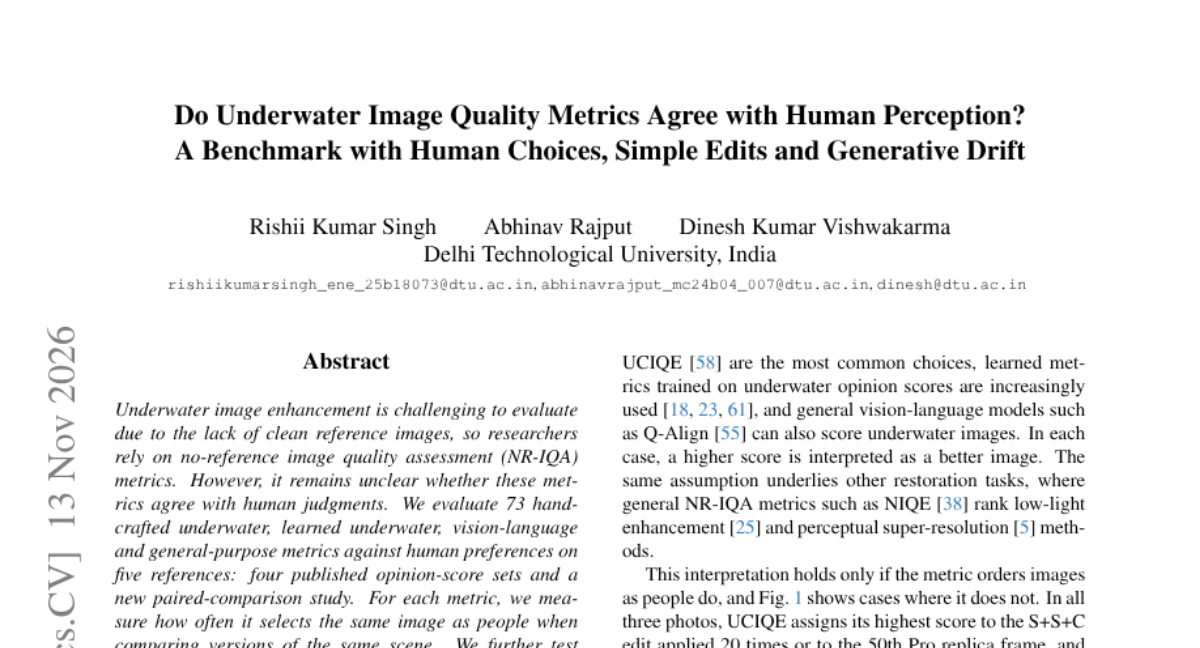 Do Underwater Image Quality Metrics Agree with Human Perception?
A Benchmark with Human Choices, Simple Edits and Generative Drift
Rishii Kumar Singh Abhinav Rajput Dinesh Kumar Vishwakarma
Delhi Technological University, India
rishiikumarsingh_ene_25b18073@dtu.ac.in, abhinavrajput_mc24b04_007@dtu.ac.in, dinesh@dtu.ac.in
cs.CV] 13 Nov 2026
Abstract
Underwater image enhancement is challenging to evaluate
due to the lack of clean reference images, so researchers
rely on no-reference image quality assessment (NR-IQA)
metrics. However, it remains unclear whether these met-
rics agree with human judgments. We evaluate 73 hand-
crafted underwater, learned underwater, vision-language
and general-purpose metrics against human preferences on
five references: four published opinion-score sets and a
new paired-comparison study. For each metric, we mea-
sure how often it selects the same image as people when
comparing versions of the same scene. We further test
UCIQE [58] are the most common choices, learned met-
rics trained on underwater opinion scores are increasingly
used [18, 23, 61], and general vision-language models such
as Q-Align [55] can also score underwater images. In each
case, a higher score is interpreted as a better image. The
same assumption underlies other restoration tasks, where
general NR-IQA metrics such as NIQE [38] rank low-light
enhancement [25] and perceptual super-resolution [5] meth-
ods.
This interpretation holds only if the metric orders images
as people do, and Fig. 1 shows cases where it does not. In all
three photos, UCIQE assigns its highest score to the S+S+C
edit applied 20 times or to the 50th Pro replica frame, and